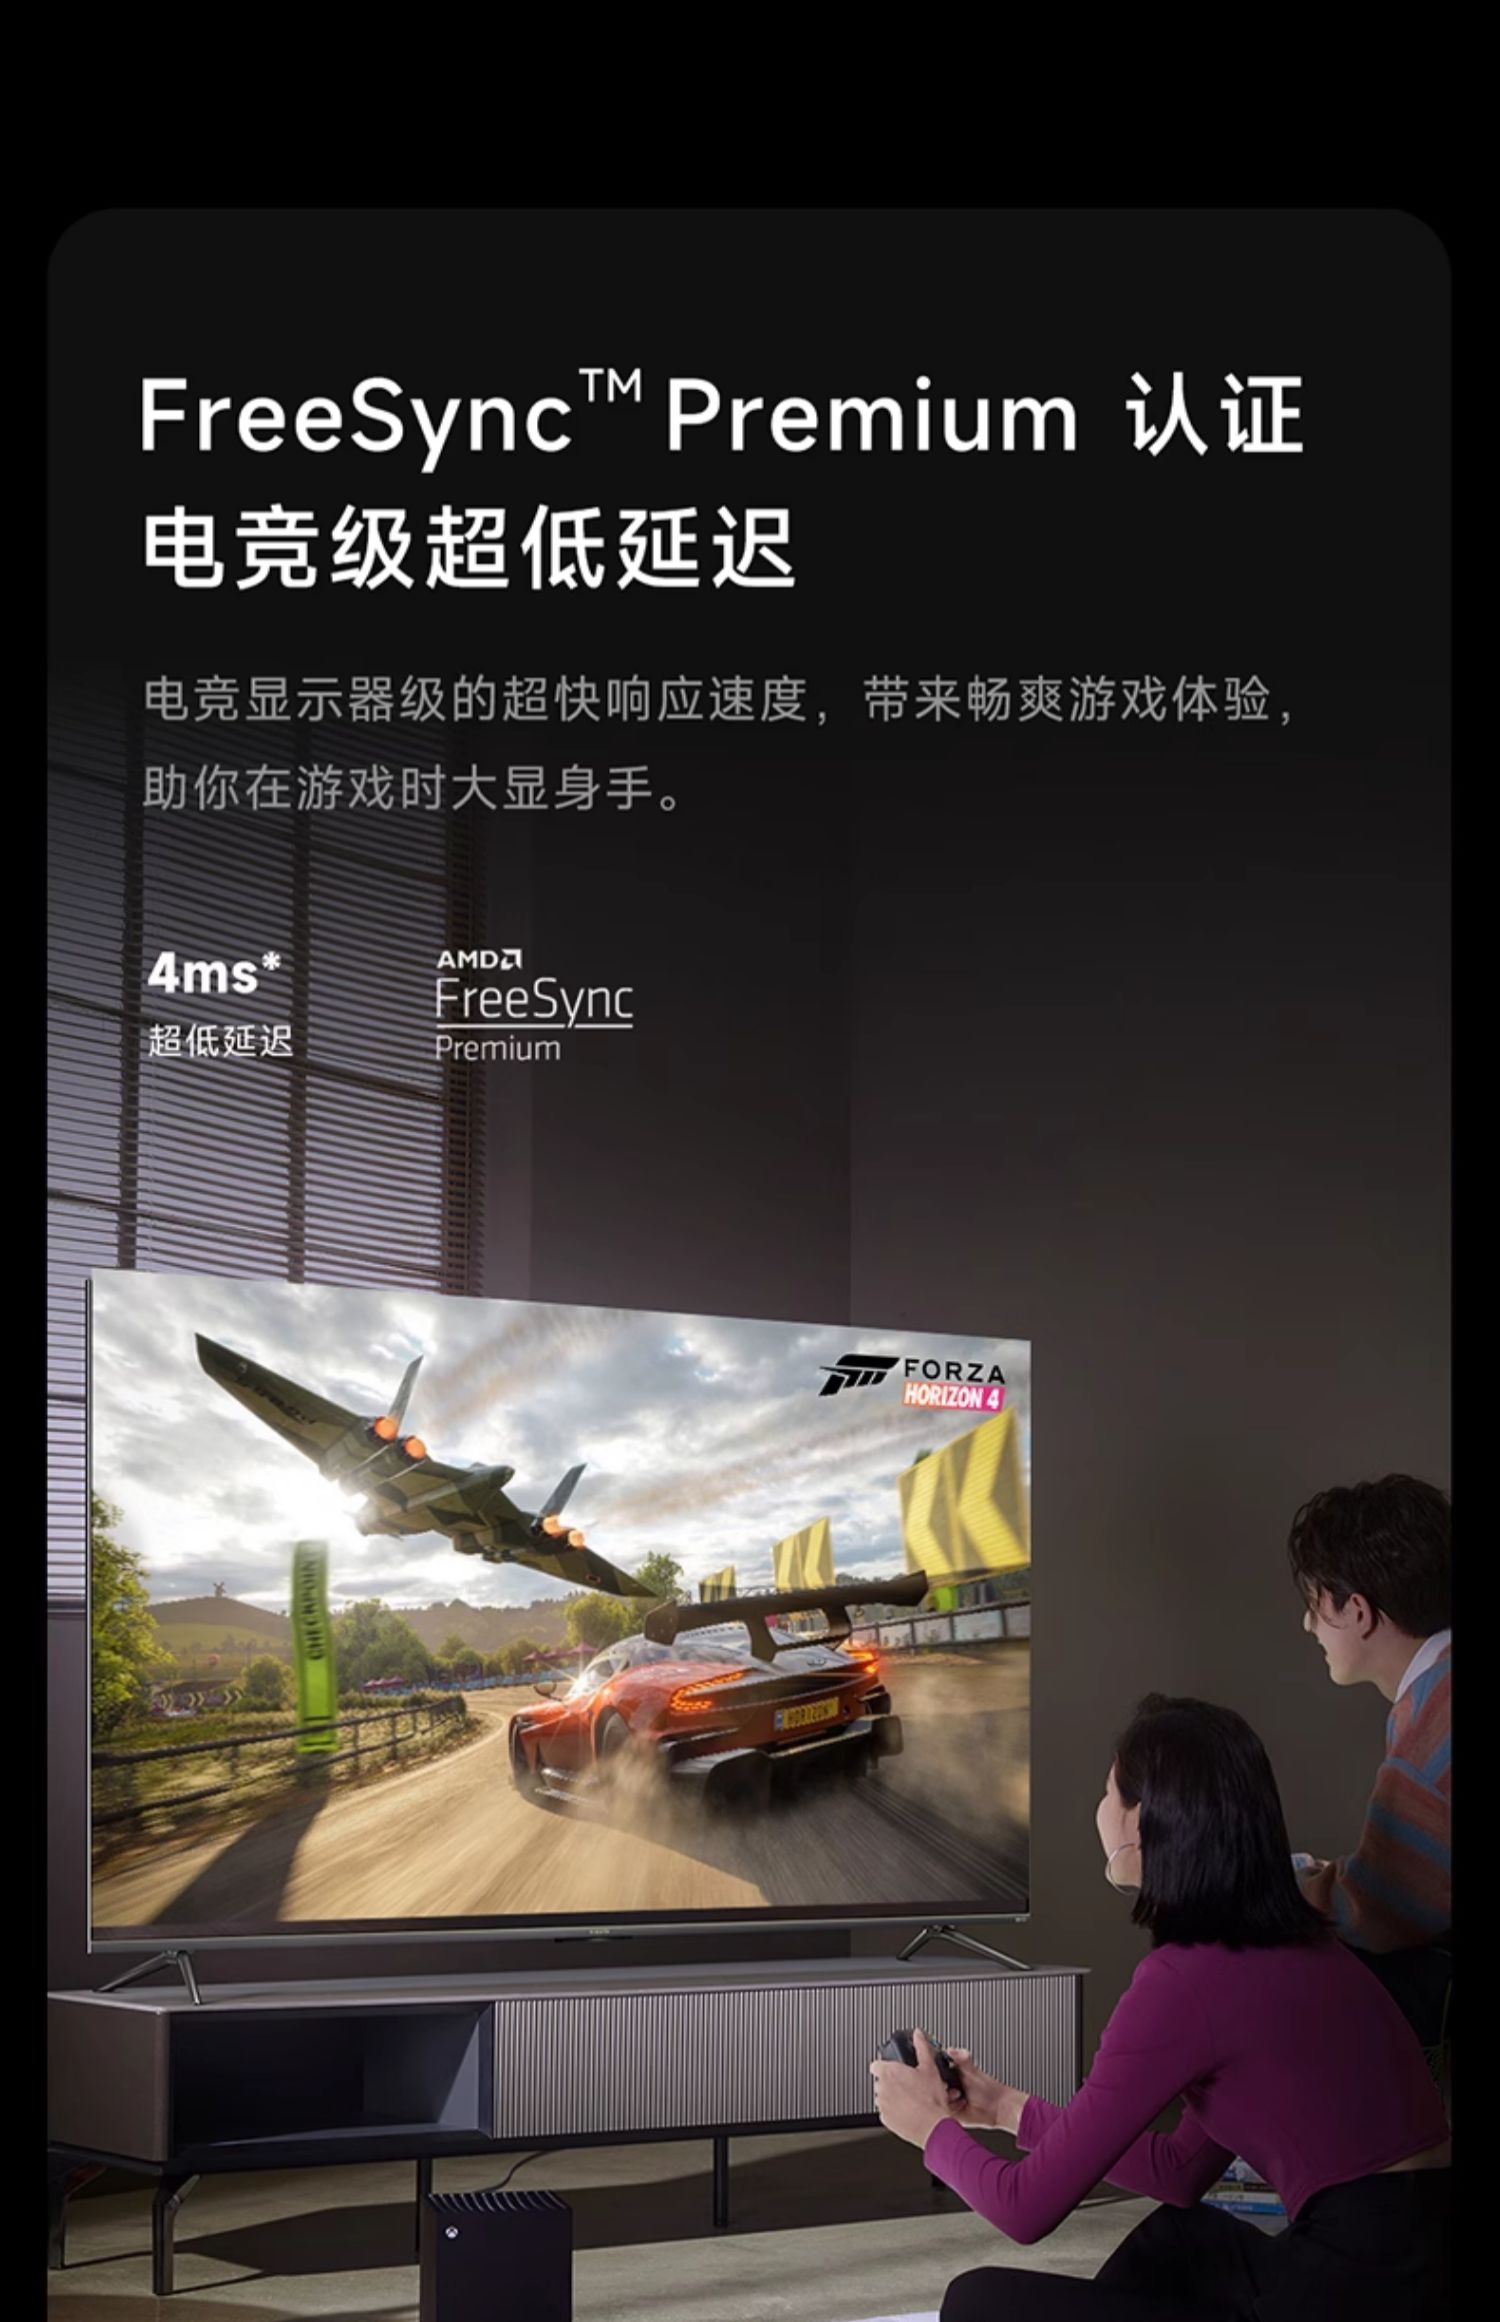 FreeSync™ Premium 认证
电竞级超低延迟
电竞显示器级的超快响应速度，带来畅爽游戏体验，
助你在游戏时大显身手。
4ms*
超低延迟
AMD
FreeSync
Premium
FORZA
HORIZON 4
CHECKPOINT